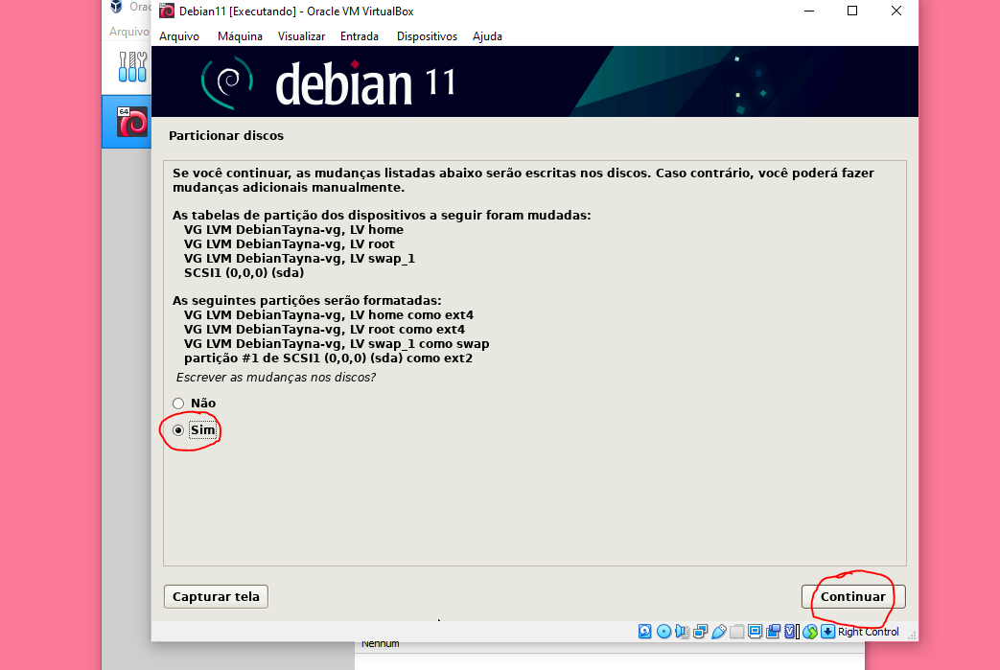 Orac
Debian11 [Executando] - Oracle VM VirtualBox
Arquivo
Arquivo Máquina Visualizar Entrada Dispositivos Ajuda
debian 11
64
Particionar discos
Se você continuar, as mudanças listadas abaixo serão escritas nos discos. Caso contrário, você poderá fazer
mudanças adicionais manualmente.
As tabelas de partição dos dispositivos a seguir foram mudadas:
VG LVM DebianTayna-vg, LV home
VG LVM DebianTayna-vg, LV root
VG LVM DebianTayna-vg, LV swap_1
SCSI1 (0,0,0) (sda)
As seguintes partições serão formatadas:
VG LVM DebianTayna-vg, LV home como ext4
VG LVM DebianTayna-vg, LV root como ext4
VG LVM DebianTayna-vg, LV swap_1 como swap
partição #1 de SCSI1 (0,0,0) (sda) como ext2
Escrever as mudanças nos discos?
Não
Sim
Capturar tela
Continuar
Right Control
Nenhum